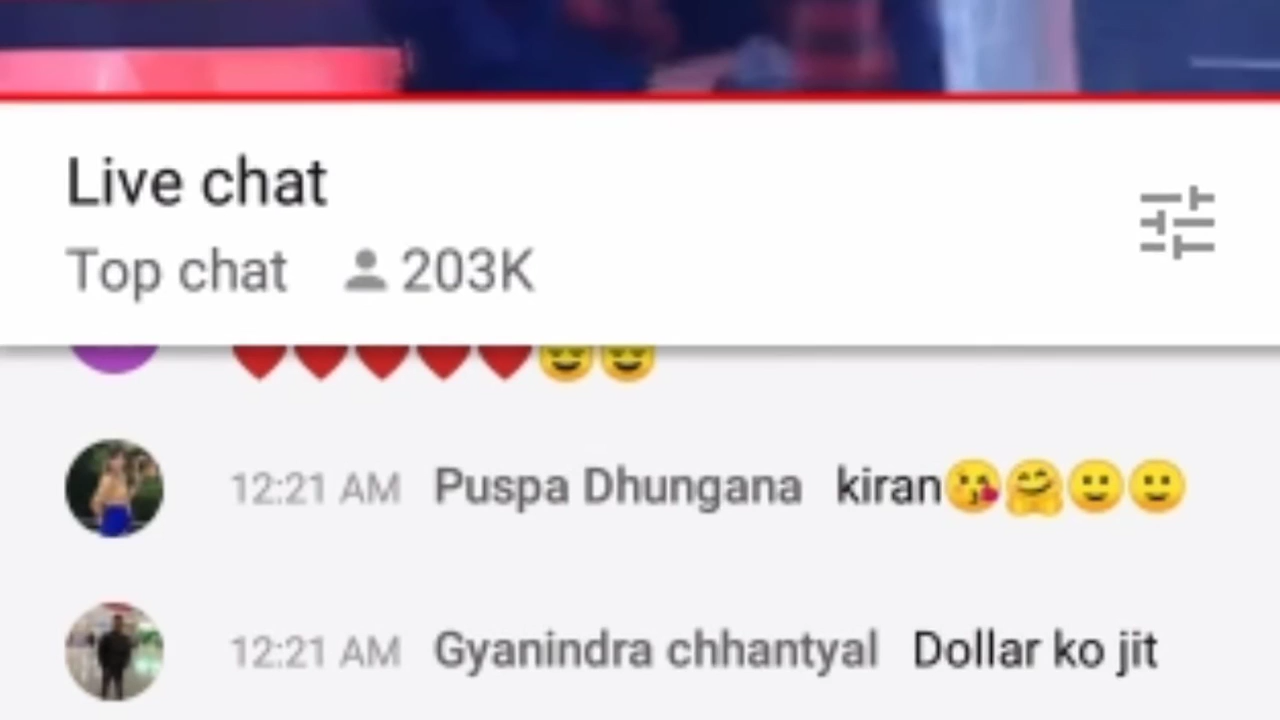 Live chat
Top chat 203K
❤️❤️❤️❤️❤️😄😄
12:21 AM Puspa Dhungana kiran😘🤗🙂🙂
12:21 AM Gyanindra chhantyal Dollar ko jit